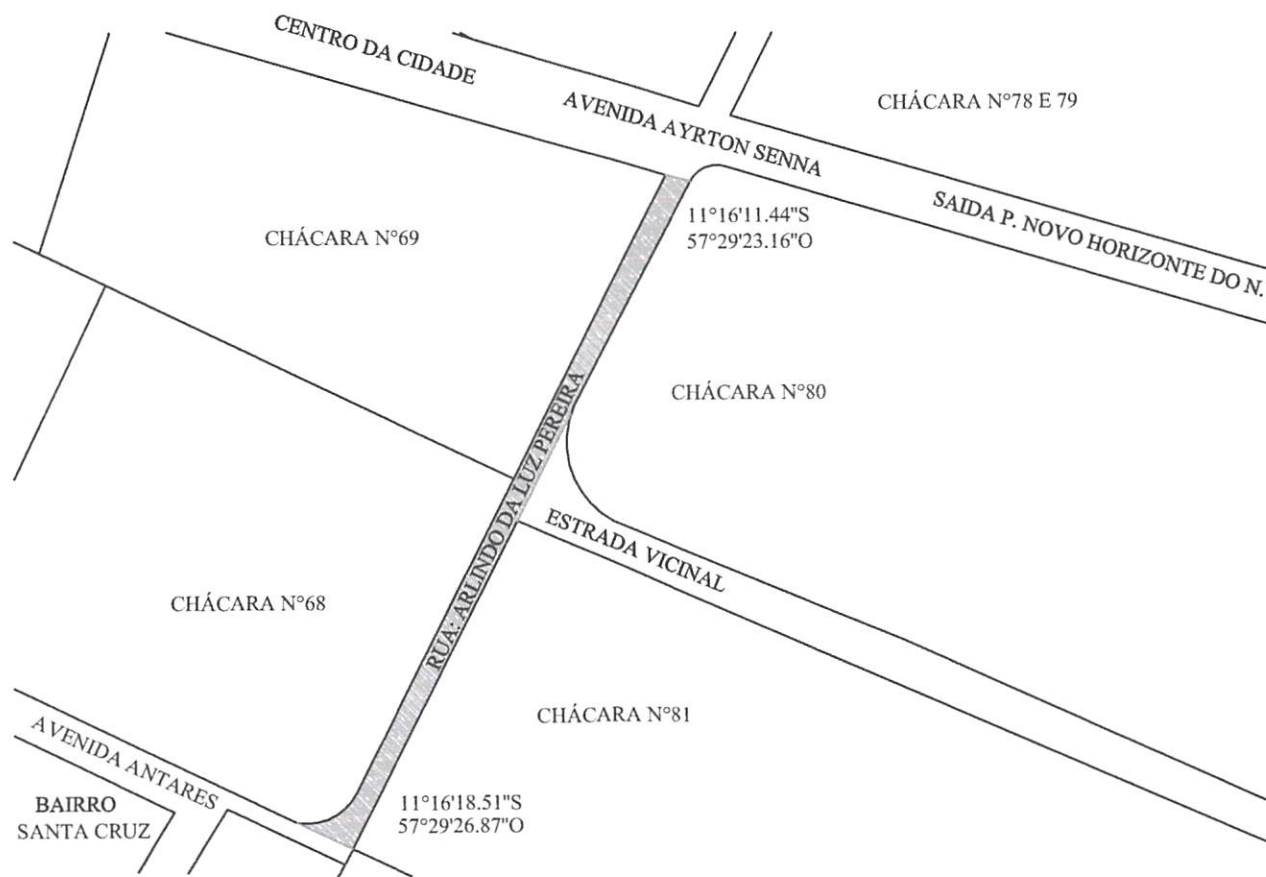 CENTRO DA CIDADE
AVENIDA AYRTON SENNA
CHÁCARA N°78 E 79
SAIDA P. NOVO HORIZONTE DO N.
11°16'11.44"S
57°29'23.16"O
CHÁCARA N°69
CHÁCARA N°80
RUA: ARLINDO DA LUZ PEREIRA
ESTRADA VICINAL
CHÁCARA N°68
CHÁCARA N°81
AVENIDA ANTARES
11°16'18.51"S
57°29'26.87"O
BAIRRO
SANTA CRUZ